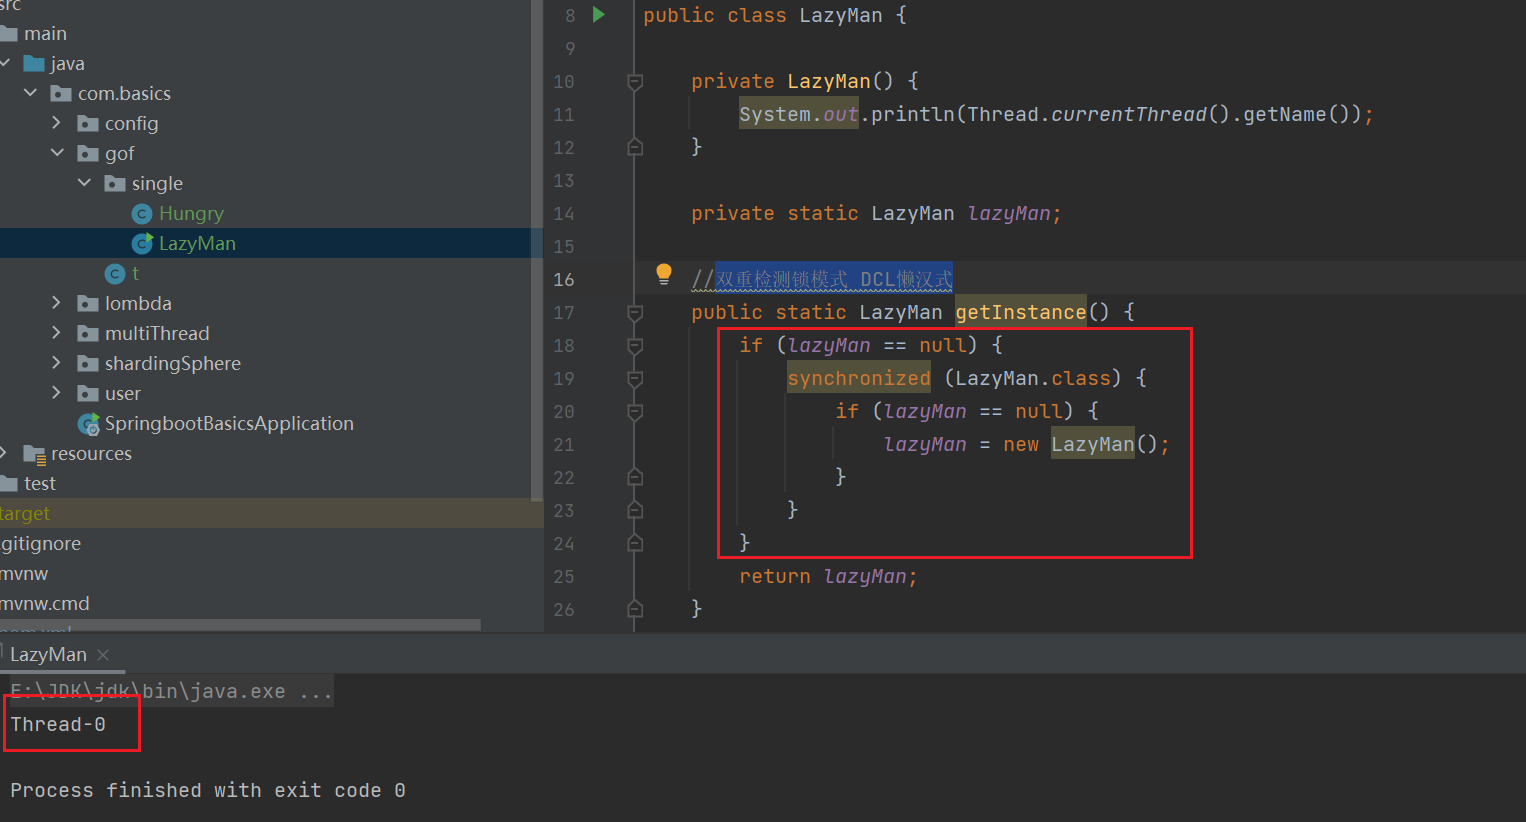 src
main
java
com.basics
config
gof
single
Hungry
LazyMan
t
lombda
multiThread
shardingSphere
user
SpringbootBasicsApplication
resources
test
target
gitignore
mvnw
mvnw.cmd
8 public class LazyMan {
9
10 private LazyMan() {
11 System.out.println(Thread.currentThread().getName());
12 }
13
14 private static LazyMan lazyMan;
15
16 //双重检测锁模式 DCL懒汉式
17 public static LazyMan getInstance() {
18 if (lazyMan == null) {
19 synchronized (LazyMan.class) {
20 if (lazyMan == null) {
21 lazyMan = new LazyMan();
22 }
23 }
24 }
25 return lazyMan;
26 }
LazyMan
E:\JDK\jdk\bin\java.exe ...
Thread-0
Process finished with exit code 0